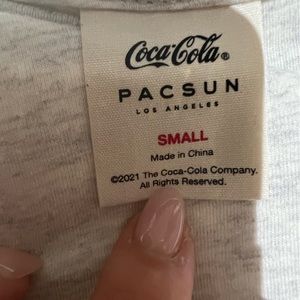 Coca-Cola®
PACSUN
LOS ANGELES
SMALL
Made in China
©2021 The Coca-Cola Company.
All Rights Reserved.